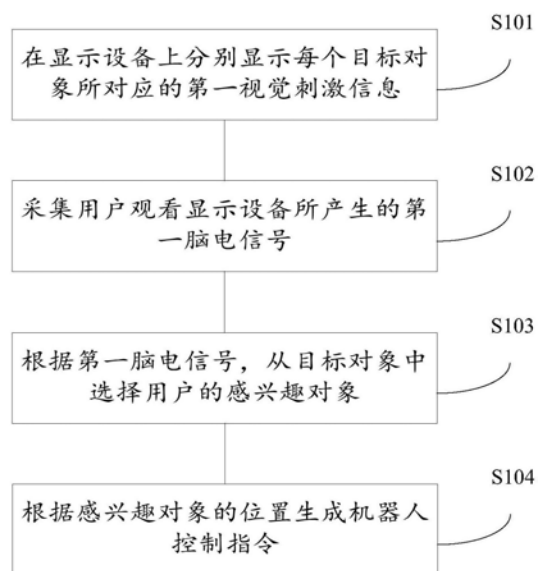 S101
在显示设备上分别显示每个目标对
象所对应的第一视觉刺激信息
S102
采集用户观看显示设备所产生的第
一脑电信号
S103
根据第一脑电信号，从目标对象中
选择用户的感兴趣对象
S104
根据感兴趣对象的位置生成机器人
控制指令